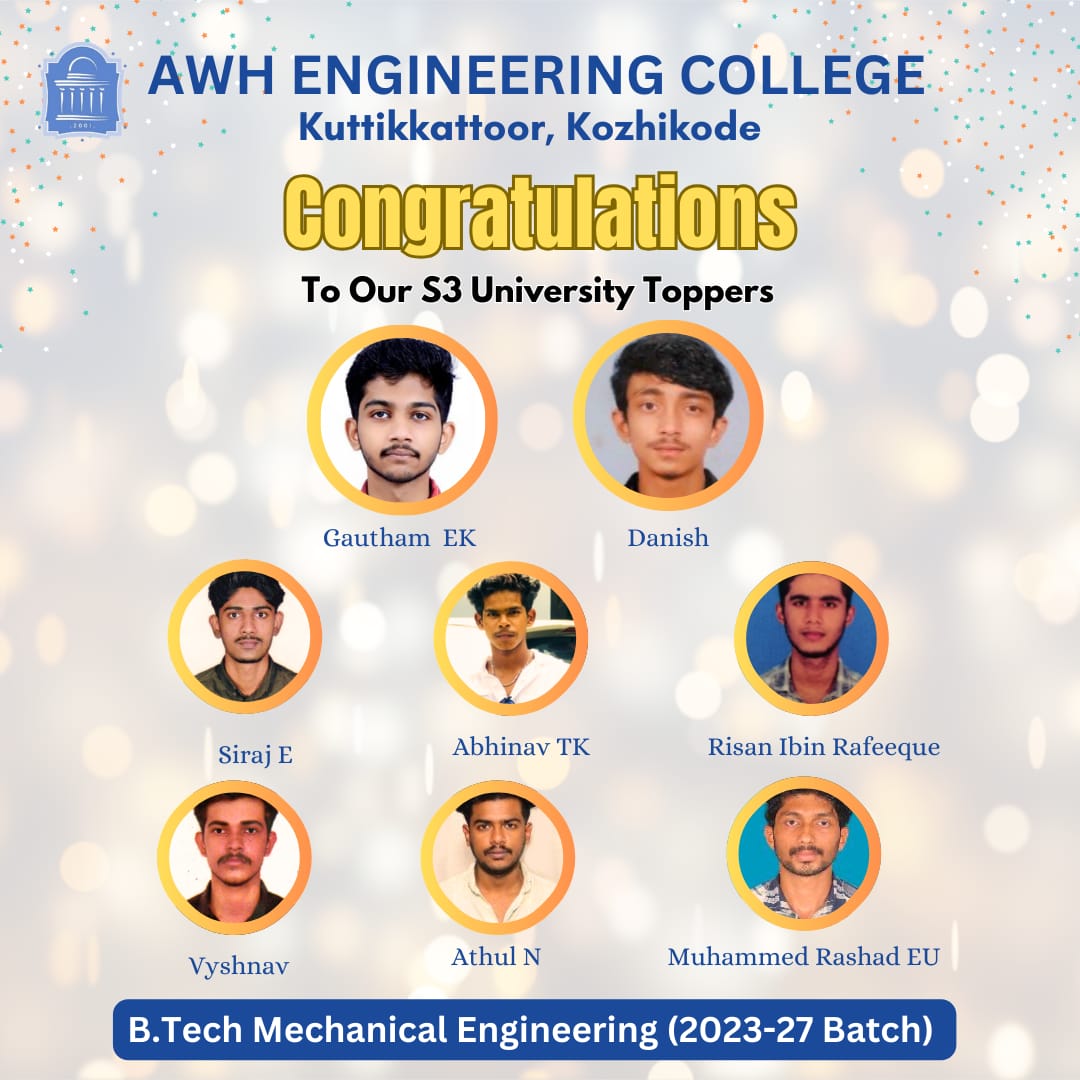 AWH ENGINEERING COLLEGE
Kuttikkattoor, Kozhikode
Congratulations
To Our S3 University Toppers
Gautham EK
Danish
Siraj E
Abhinav TK
Risan Ibin Rafeeque
Vyshnav
Athul N
Muhammed Rashad EU
B.Tech Mechanical Engineering (2023-27 Batch)
2001